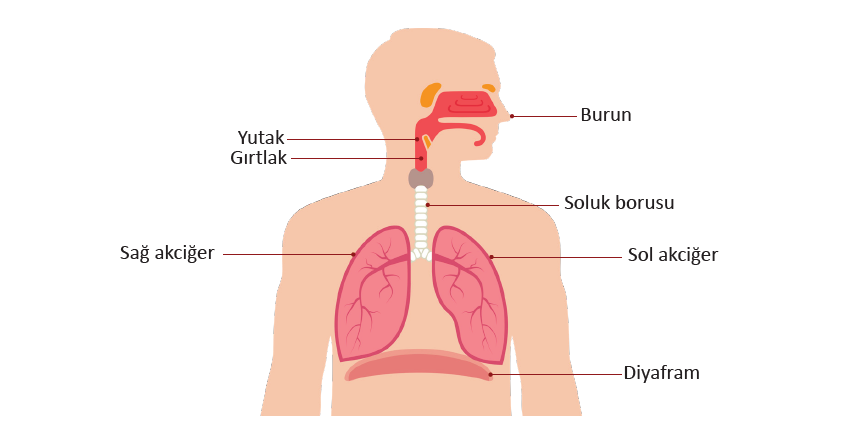 Burun
Yutak
Gırtlak
Soluk borusu
Sağ akciğer
Sol akciğer
Diyafram